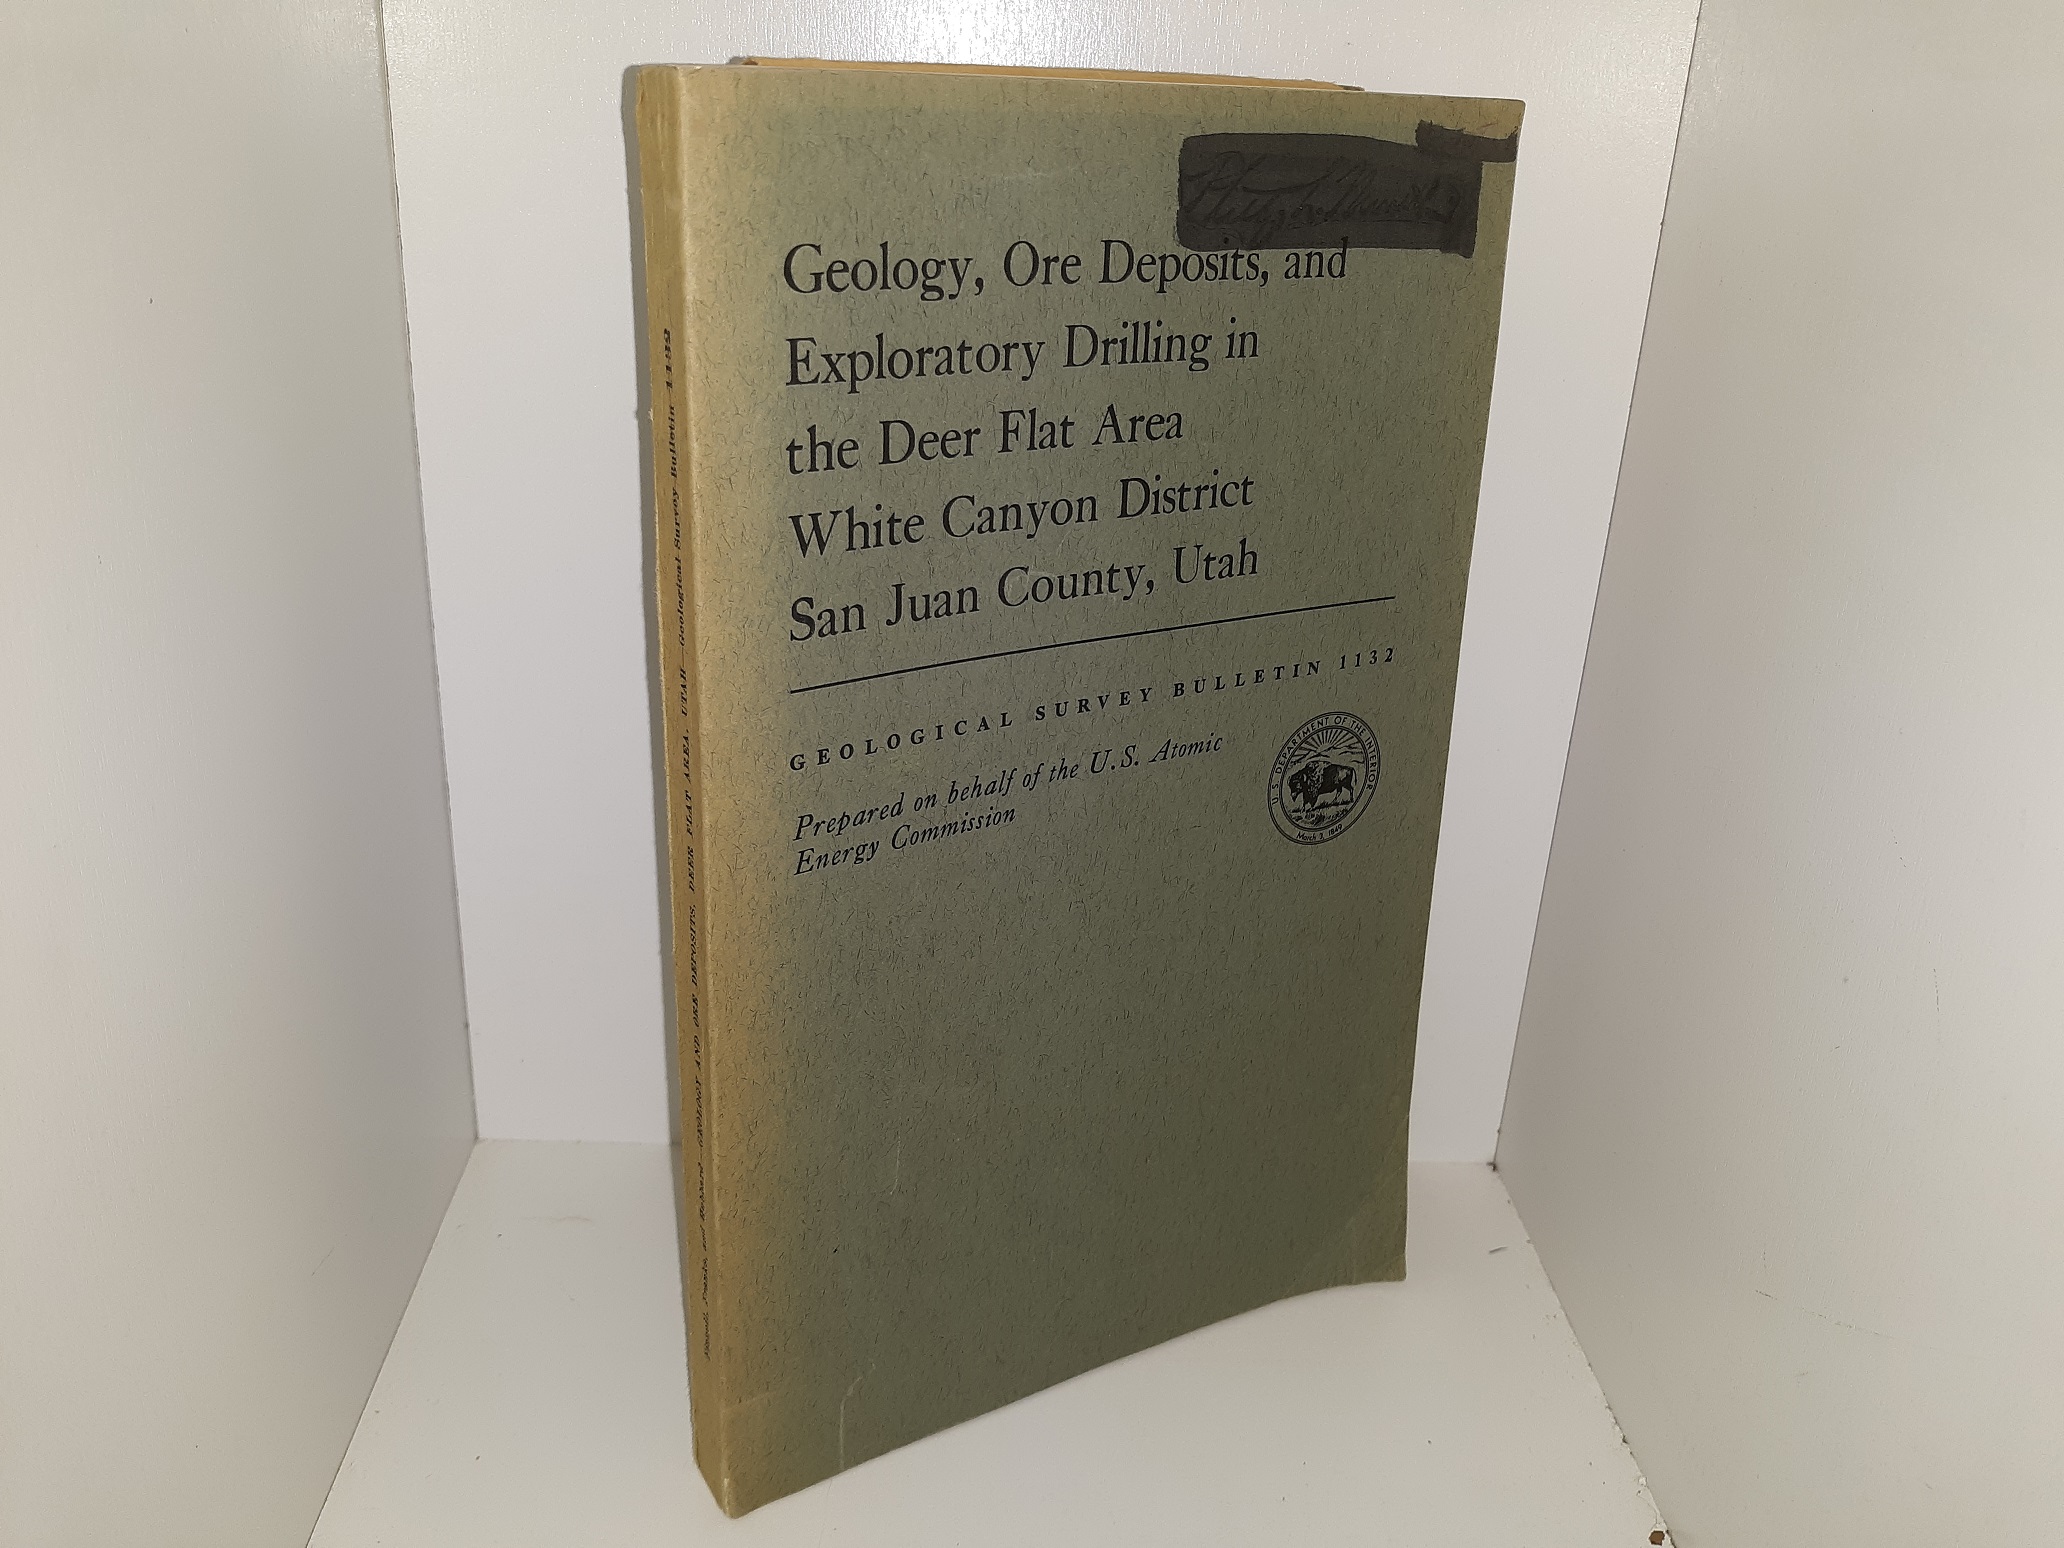 Geology, Ore Deposits, and
Exploratory Drilling in
the Deer Flat Area
White Canyon District
San Juan County, Utah
GEOLOGICAL SURVEY BULLETIN 1132
Prepared on behalf of the U.S. Atomic
Energy Commission
U.S. DEPARTMENT OF THE INTERIOR
March 3, 1849
and Hubbard—GEOLOGY AND ORE DEPOSITS, DEER FLAT AREA, UTAH—Geological Survey Bulletin 1132